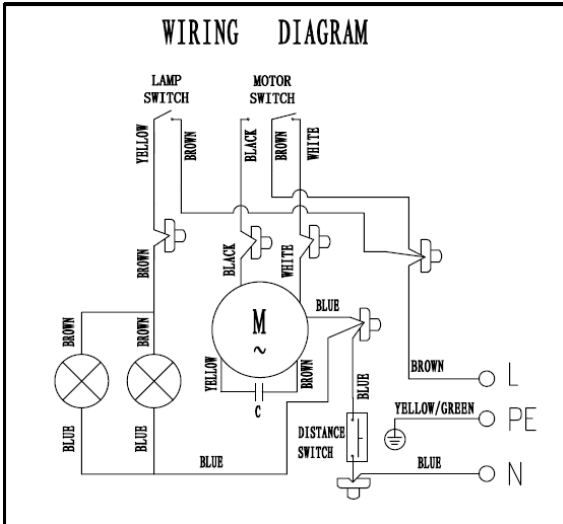 WIRING DIAGRAM
LAMP
SWITCH
MOTOR
SWITCH
YELLOW
BROWN
BLACK
BROWN
WHITE
BROWN
BLACK
WHITE
BROWN
BROWN
M
~
BLUE
YELLOW
BROWN
C
BLUE
BROWN
L
YELLOW/GREEN
PE
DISTANCE
SWITCH
BLUE
BLUE
BLUE
BLUE
N